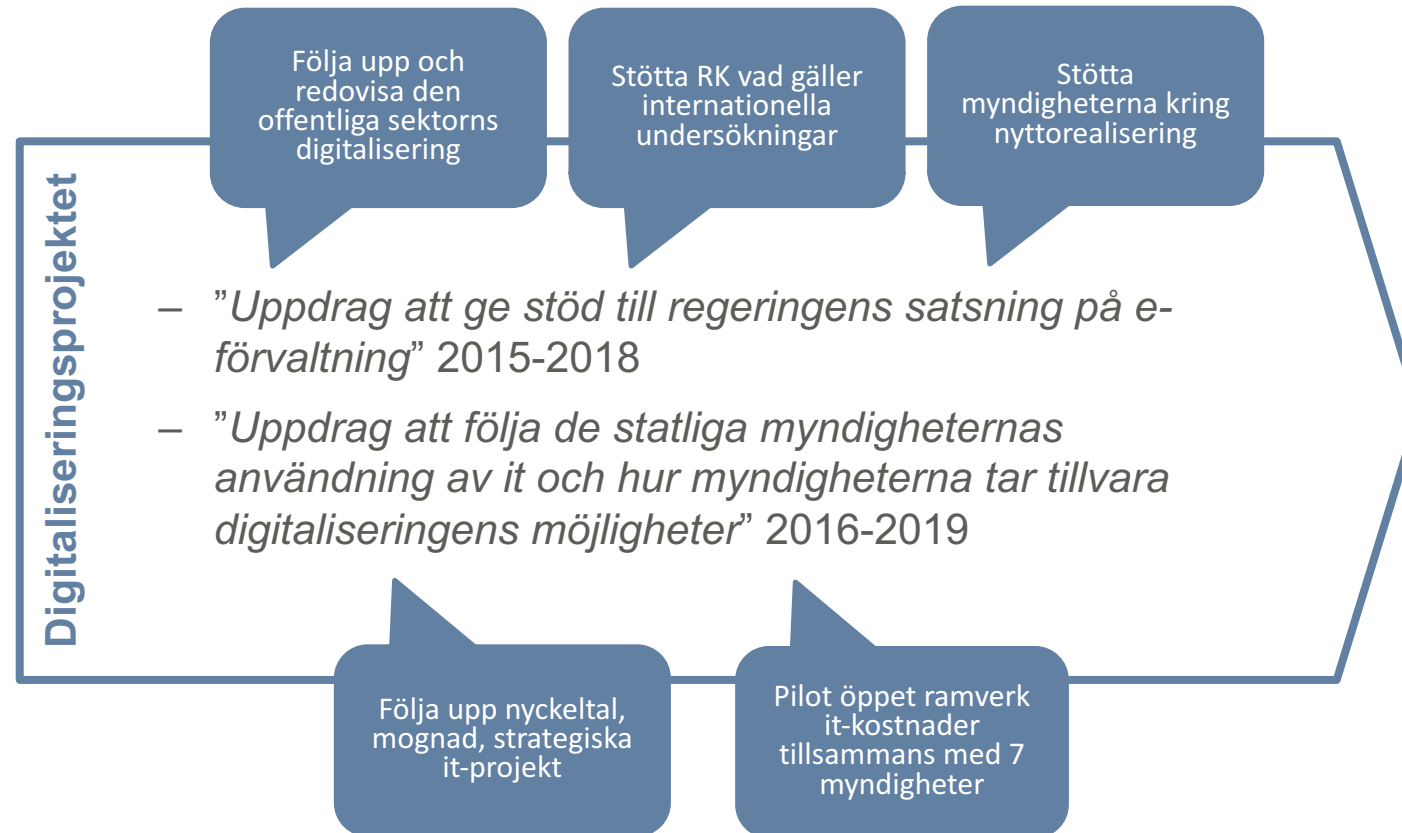 Följa upp och
redovisa den
offentliga sektorns
digitalisering
Stötta RK vad gäller
internationella
undersökningar
Stötta
myndigheterna kring
nyttorealisering
Digitaliseringsprojektet
– ”Uppdrag att ge stöd till regeringens satsning på e-
förvaltning” 2015-2018
– ”Uppdrag att följa de statliga myndigheternas
användning av it och hur myndigheterna tar tillvara
digitaliseringens möjligheter” 2016-2019
Följa upp nyckeltal,
mognad, strategiska
it-projekt
Pilot öppet ramverk
it-kostnader
tillsammans med 7
myndigheter